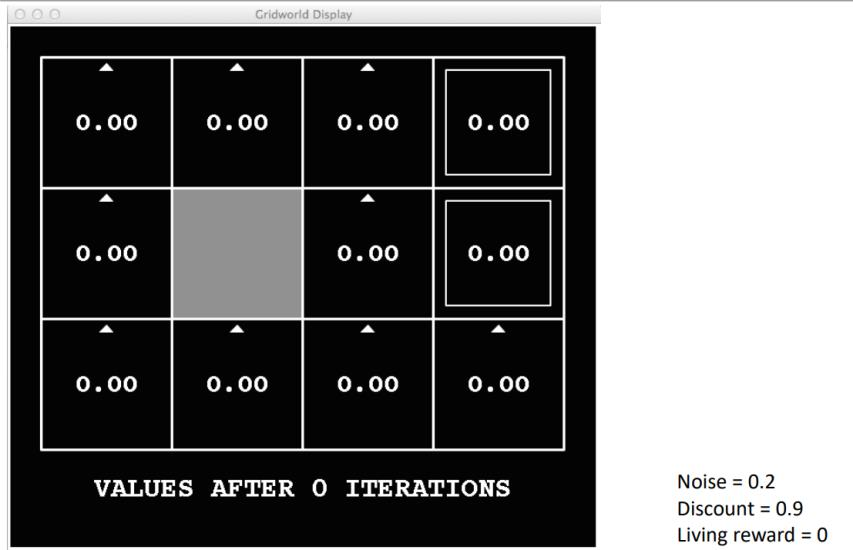 Gridworld Display
0.00 0.00 0.00 0.00
0.00 0.00 0.00
0.00 0.00 0.00 0.00
VALUES AFTER 0 ITERATIONS
Noise = 0.2
Discount = 0.9
Living reward = 0